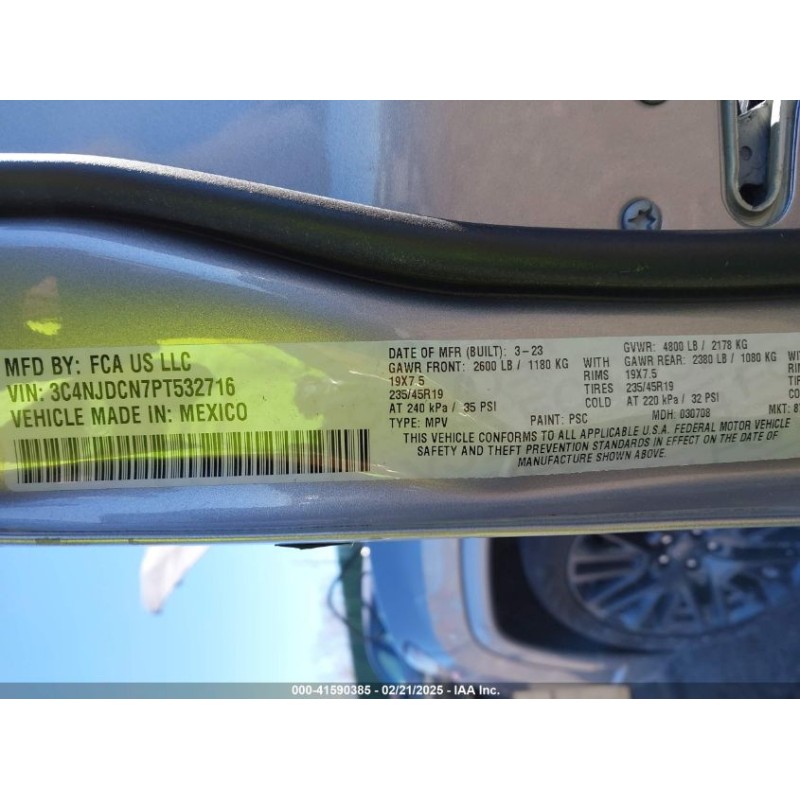 MFD BY: FCA US LLC
VIN: 3C4NJDCN7PT532716
VEHICLE MADE IN: MEXICO
DATE OF MFR (BUILT): 3-23 GVWR: 4800 LB / 2178 KG
GAWR FRONT: 2600 LB / 1180 KG WITH GAWR REAR: 2380 LB / 1080 KG WITH
19X7.5 RIMS 19X7.5
235/45R19 TIRES 235/45R19
AT 240 kPa / 35 PSI COLD AT 220 kPa / 32 PSI
TYPE: MPV PAINT: PSC MDH: 030708 MKT: 
THIS VEHICLE CONFORMS TO ALL APPLICABLE U.S.A. FEDERAL MOTOR VEHICLE
SAFETY AND THEFT PREVENTION STANDARDS IN EFFECT ON THE DATE OF
MANUFACTURE SHOWN ABOVE.
000-41590385 - 02/21/2025 - IAA Inc.